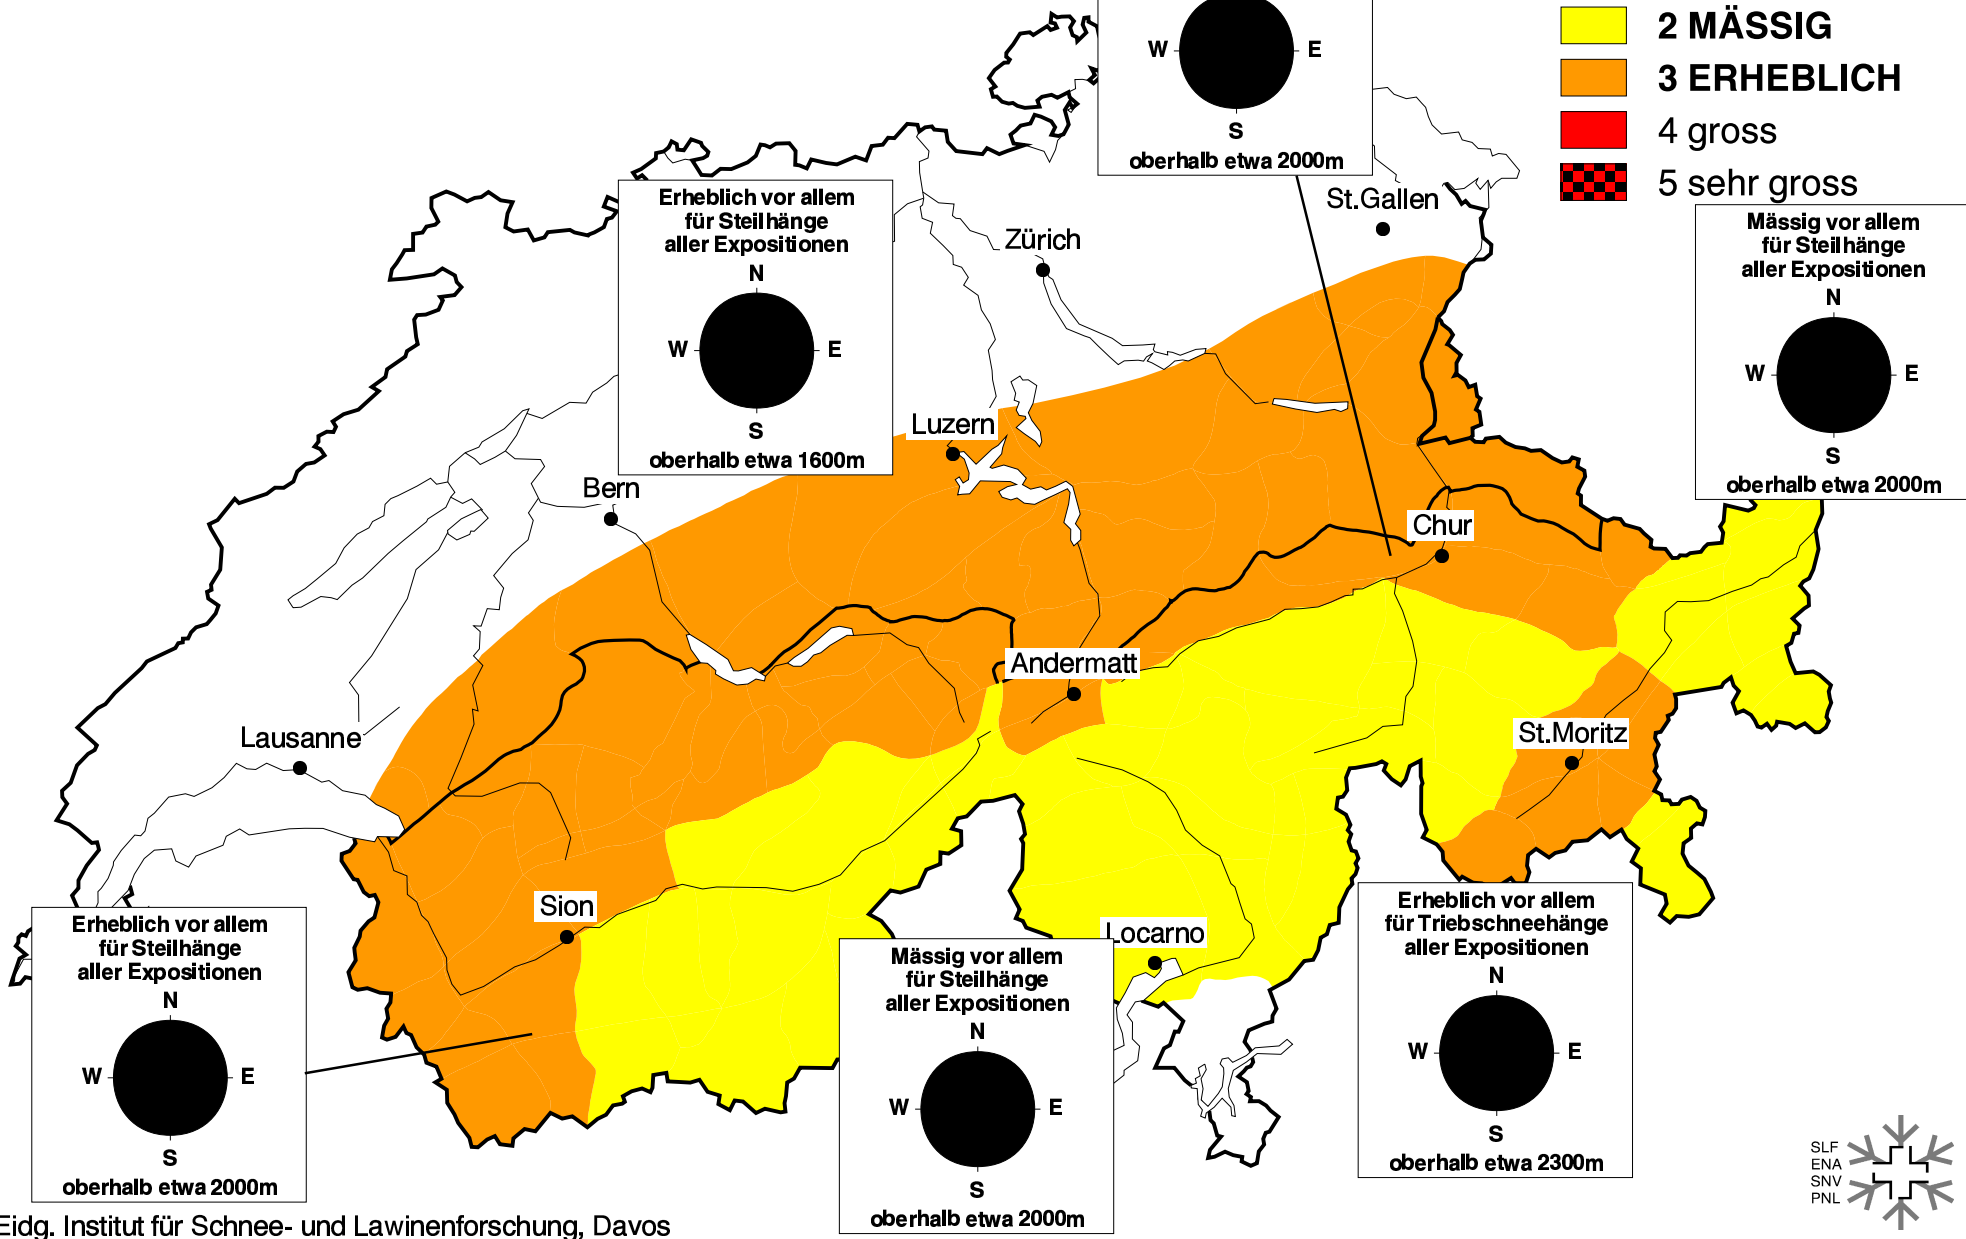 2 MÄSSIG
3 ERHEBLICH
4 gross
5 sehr gross
W
E
S
oberhalb etwa 2000m
Erheblich vor allem
für Steilhänge
aller Expositionen
N
W
E
S
oberhalb etwa 1600m
Mässig vor allem
für Steilhänge
aller Expositionen
N
W
E
S
oberhalb etwa 2000m
St.Gallen
Zürich
Luzern
Bern
Chur
Andermatt
Lausanne
St.Moritz
Sion
Locarno
Erheblich vor allem
für Steilhänge
aller Expositionen
N
W
E
S
oberhalb etwa 2000m
Mässig vor allem
für Steilhänge
aller Expositionen
N
W
E
S
oberhalb etwa 2000m
Erheblich vor allem
für Triebschneehänge
aller Expositionen
N
W
E
S
oberhalb etwa 2300m
SLF
ENA
SNV
PNL
Eidg. Institut für Schnee- und Lawinenforschung, Davos